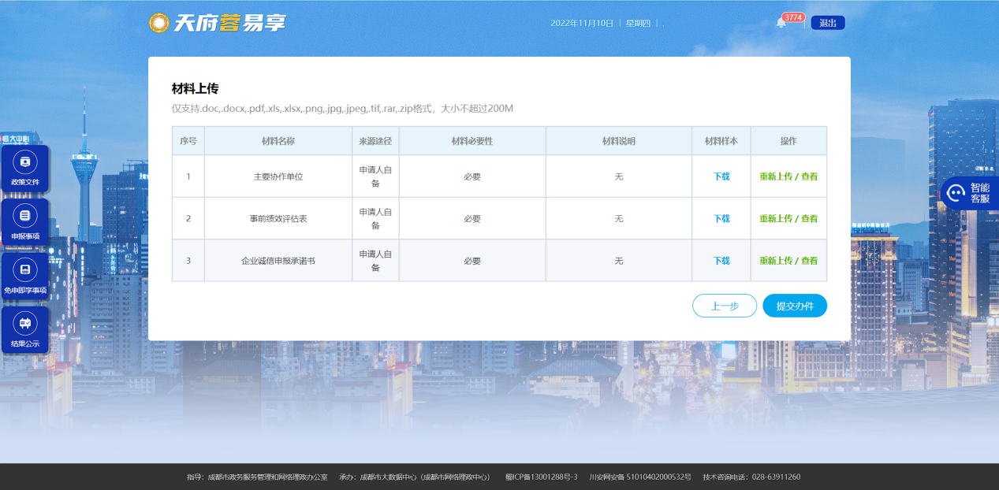 天府蓉易享
2022年11月10日 | 星期四 | .
3774
退出
材料上传
仅支持.doc,.docx,.pdf,.xls,.xlsx,.png,.jpg,.jpeg,.tif,.rar,.zip格式，大小不超过200M
序号 材料名称 来源途径 材料必要性 材料说明 材料样本 操作
1 主要协作单位 申请人自备 必要 无 下载 重新上传 / 查看
2 事前绩效评估表 申请人自备 必要 无 下载 重新上传 / 查看
3 企业诚信申报承诺书 申请人自备 必要 无 下载 重新上传 / 查看
上一步 提交办件
政策文件
申报事项
免申即享事项
结果公示
智能
客服
指导：成都市政务服务管理和网络理政办公室 承办：成都市大数据中心（成都市网络理政中心） 蜀ICP备13001288号-3 川安网安备 51010402000532号 技术咨询电话：028-63911260